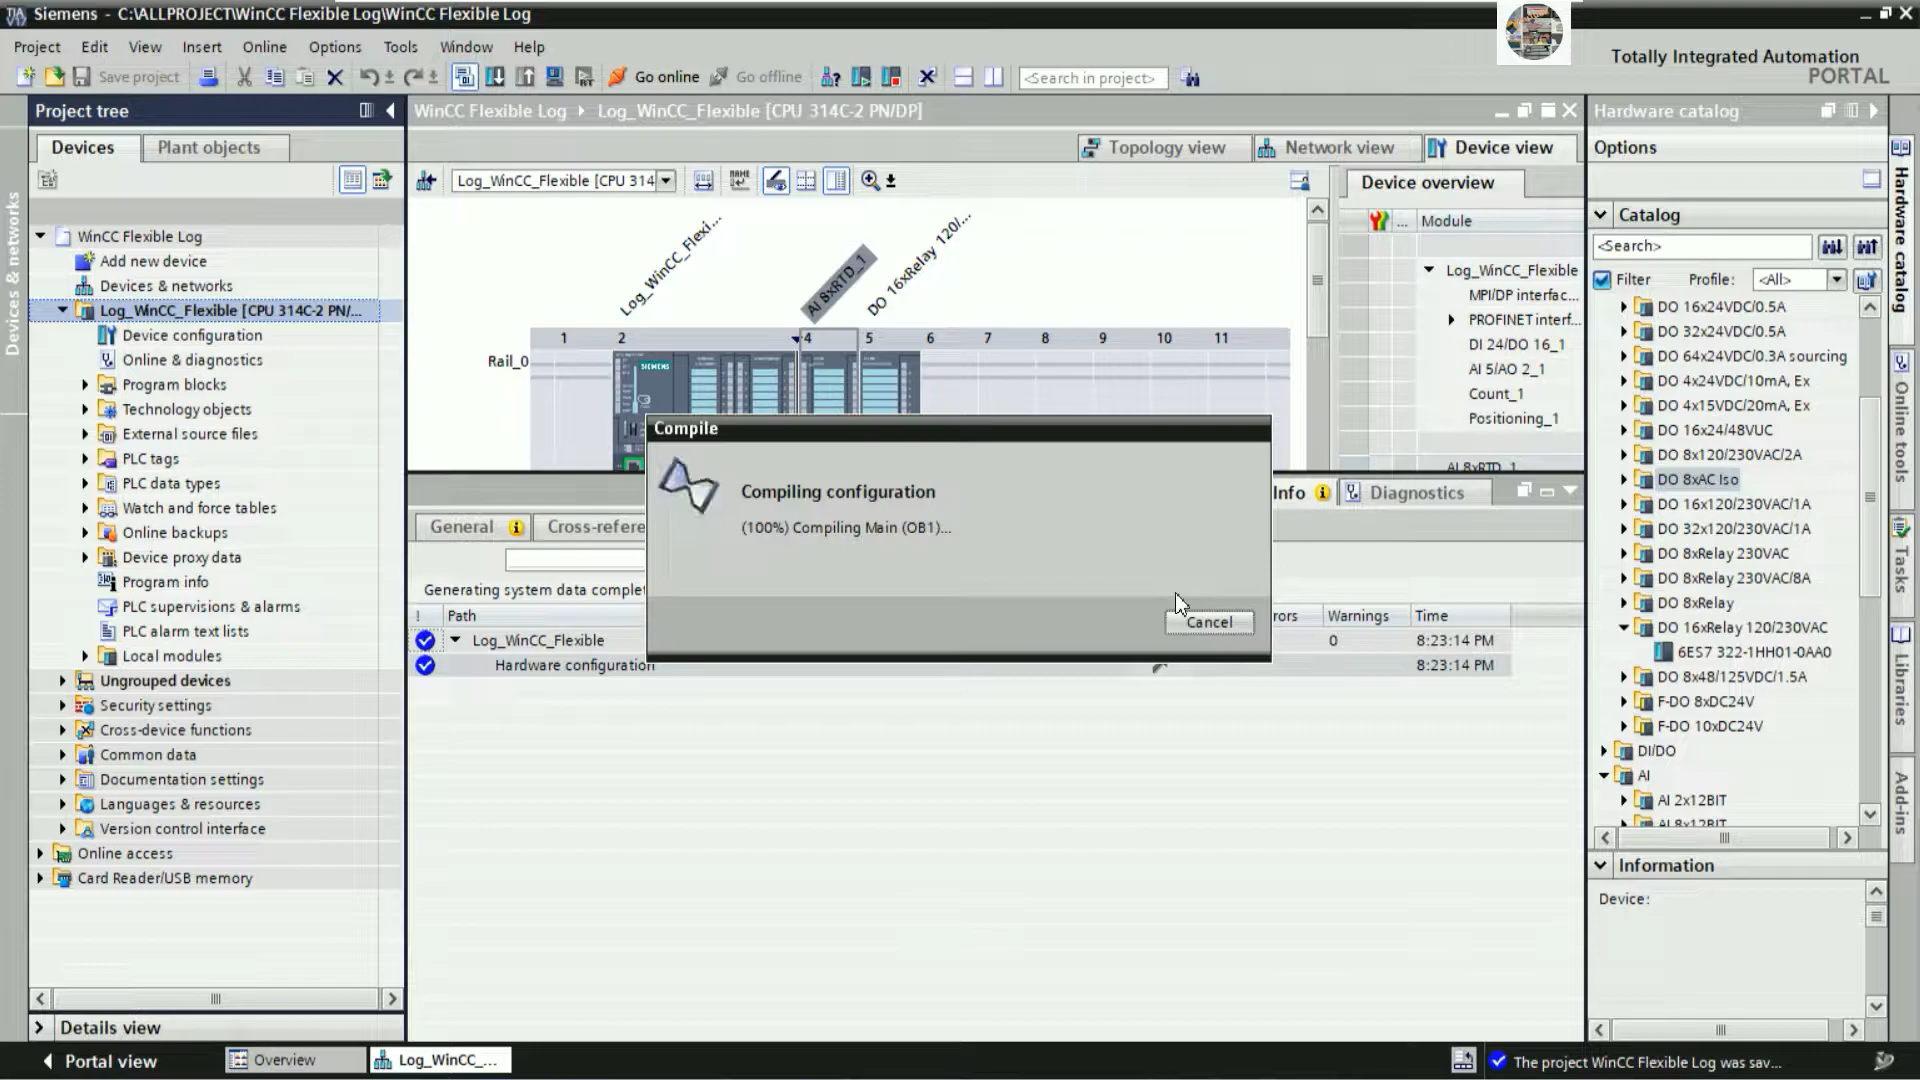 Siemens - C:\ALLPROJECT\WinCC Flexible Log\WinCC Flexible Log
Project Edit View Insert Online Options Tools Window Help
Totally Integrated Automation
PORTAL
Save project
Go online
Go offline
<Search in project>
Project tree
Devices
Plant objects
Devices & networks
WinCC Flexible Log
Add new device
Devices & networks
Log_WinCC_Flexible [CPU 314C-2 PN/...
Device configuration
Online & diagnostics
Program blocks
Technology objects
External source files
PLC tags
PLC data types
Watch and force tables
Online backups
Device proxy data
Program info
PLC supervisions & alarms
PLC alarm text lists
Local modules
Ungrouped devices
Security settings
Cross-device functions
Common data
Documentation settings
Languages & resources
Version control interface
Online access
Card Reader/USB memory
Details view
WinCC Flexible Log Log_WinCC_Flexible [CPU 314C-2 PN/DP]
Topology view
Network view
Device view
Log_WinCC_Flexible [CPU 314
Log_WinCC_Flexi...
AI 8xRTD_1
DO 16xRelay 120/...
1 2 4 5 6 7 8 9 10 11
Rail_0
SIEMENS
Device overview
... Module
Log_WinCC_Flexible
MPI/DP interfac...
PROFINET interf...
DI 24/DO 16_1
AI 5/AO 2_1
Count_1
Positioning_1
AI 8xRTD_1
Compile
Compiling configuration
(100%) Compiling Main (OB1)...
Cancel
Info
Diagnostics
General
Cross-refere
Generating system data complet
! Path rors Warnings Time
Log_WinCC_Flexible 0 8:23:14 PM
Hardware configuration 8:23:14 PM
Hardware catalog
Options
Catalog
<Search>
Filter Profile: <All>
DO 16x24VDC/0.5A
DO 32x24VDC/0.5A
DO 64x24VDC/0.3A sourcing
DO 4x24VDC/10mA, Ex
DO 4x15VDC/20mA, Ex
DO 16x24/48VUC
DO 8x120/230VAC/2A
DO 8xAC Iso
DO 16x120/230VAC/1A
DO 32x120/230VAC/1A
DO 8xRelay 230VAC
DO 8xRelay 230VAC/8A
DO 8xRelay
DO 16xRelay 120/230VAC
6ES7 322-1HH01-0AA0
DO 8x48/125VDC/1.5A
F-DO 8xDC24V
F-DO 10xDC24V
DI/DO
AI
AI 2x12BIT
AI 8x12BIT
Information
Device:
Hardware catalog
Online tools
Tasks
Libraries
Add-ins
Portal view
Overview
Log_WinCC_...
The project WinCC Flexible Log was sav...